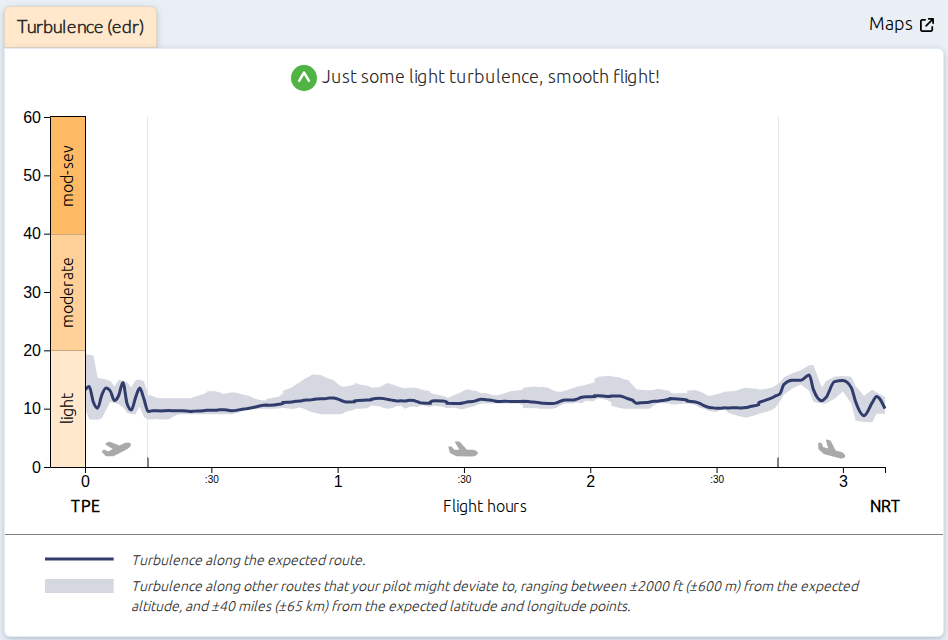 Turbulence (edr)
Maps
Just some light turbulence, smooth flight!
60
50
40
30
20
10
0
mod-sev
moderate
light
0 :30 1 :30 2 :30 3
TPE Flight hours NRT
Turbulence along the expected route.
Turbulence along other routes that your pilot might deviate to, ranging between ±2000 ft (±600 m) from the expected
altitude, and ±40 miles (±65 km) from the expected latitude and longitude points.